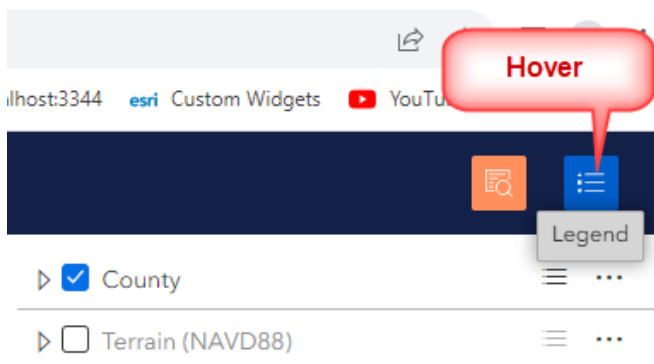 Hover
lhost:3344 esri Custom Widgets YouTu
Legend
County
Terrain (NAVD88)